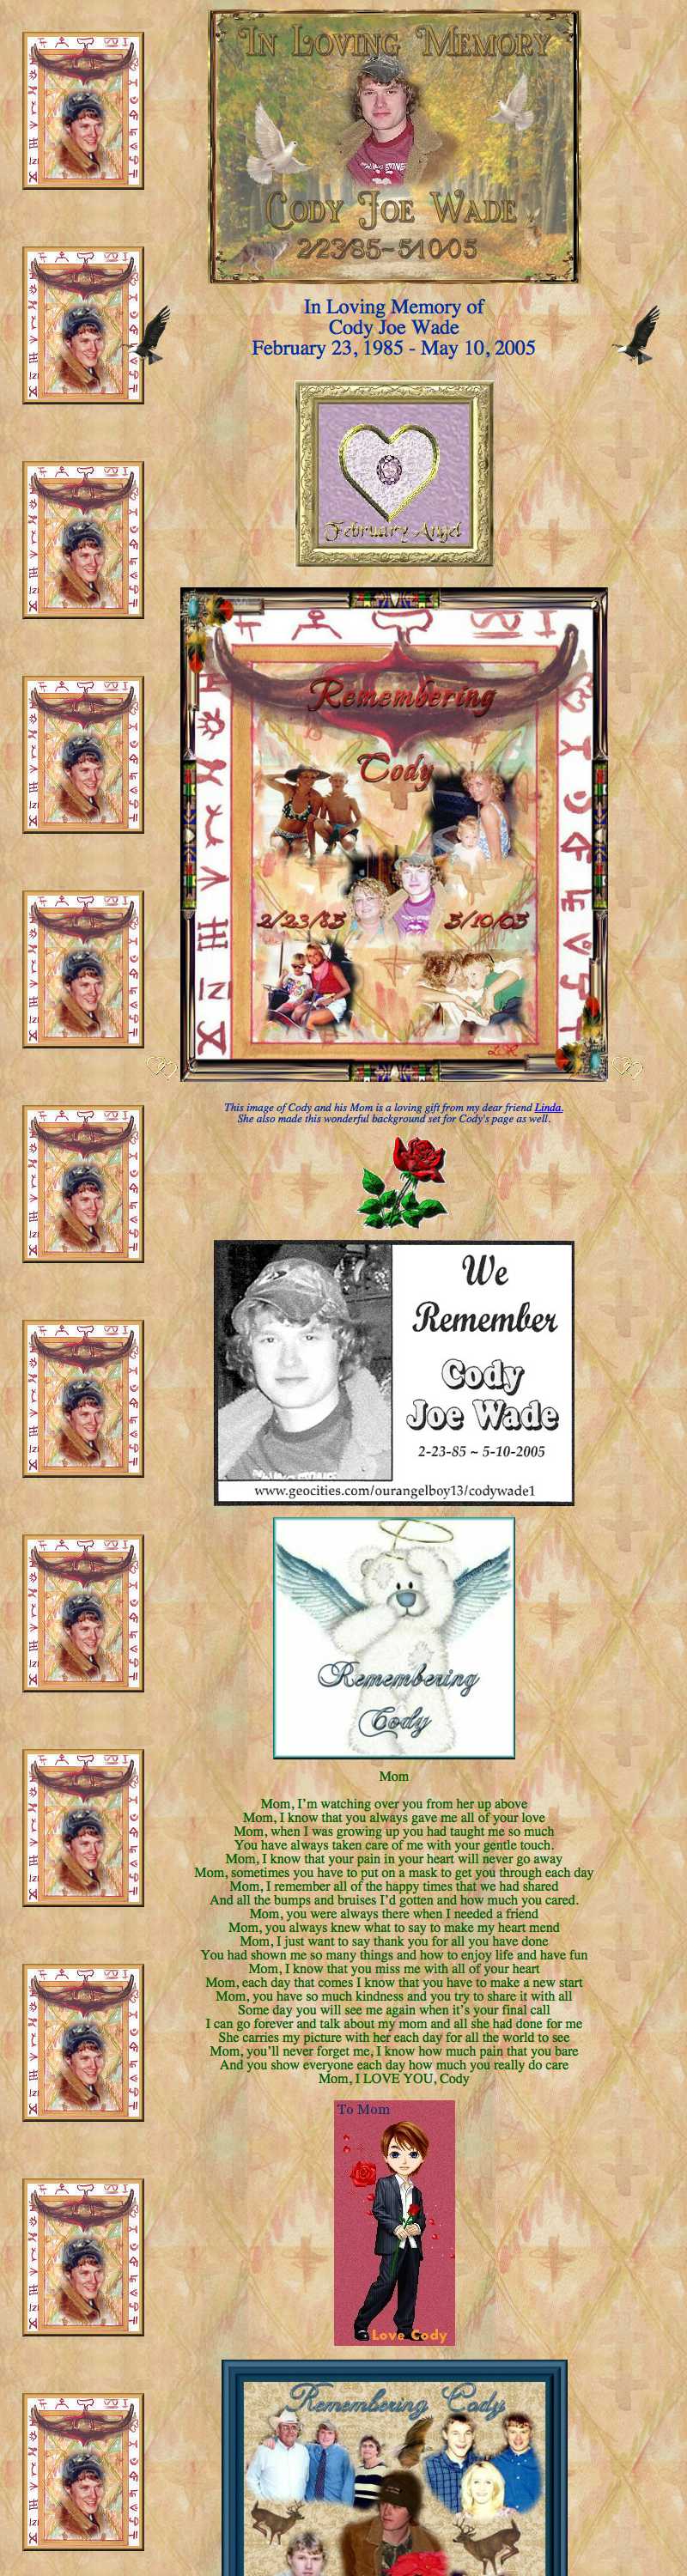 In Loving Memory
Cody Joe Wade
2/23/85-5/10/05
In Loving Memory of
Cody Joe Wade
February 23, 1985 - May 10, 2005
February Angel
Remembering
Cody
2/23/85 5/10/05
This image of Cody and his Mom is a loving gift from my dear friend Linda.
She also made this wonderful background set for Cody's page as well.
We
Remember
Cody
Joe Wade
2-23-85 ~ 5-10-2005
www.geocities.com/ourangelboy13/codywade1
Remembering
Cody
Mom
Mom, I’m watching over you from her up above
Mom, I know that you always gave me all of your love
Mom, when I was growing up you had taught me so much
You have always taken care of me with your gentle touch.
Mom, I know that your pain in your heart will never go away
Mom, sometimes you have to put on a mask to get you through each day
Mom, I remember all of the happy times that we had shared
And all the bumps and bruises I’d gotten and how much you cared.
Mom, you were always there when I needed a friend
Mom, you always knew what to say to make my heart mend
Mom, I just want to say thank you for all you have done
You had shown me so many things and how to enjoy life and have fun
Mom, I know that you miss me with all of your heart
Mom, each day that comes I know that you have to make a new start
Mom, you have so much kindness and you try to share it with all
Some day you will see me again when it’s your final call
I can go forever and talk about my mom and all she had done for me
She carries my picture with her each day for all the world to see
Mom, you’ll never forget me, I know how much pain that you bare
And you show everyone each day how much you really do care
Mom, I LOVE YOU, Cody
To Mom
Love Cody
Remembering Cody